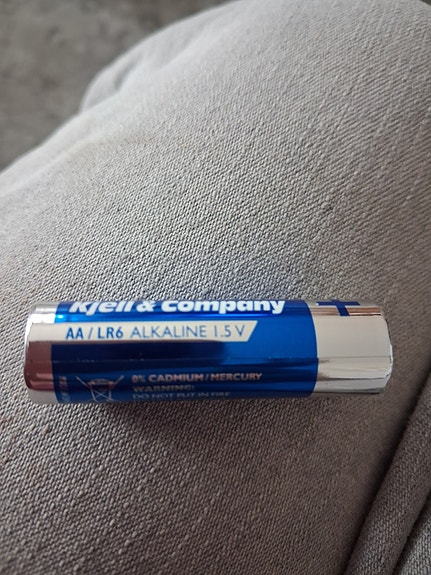 Kjell & Company
+
AA / LR6 ALKALINE 1.5 V
0% CADMIUM/MERCURY
WARNING:
DO NOT PUT IN FIRE